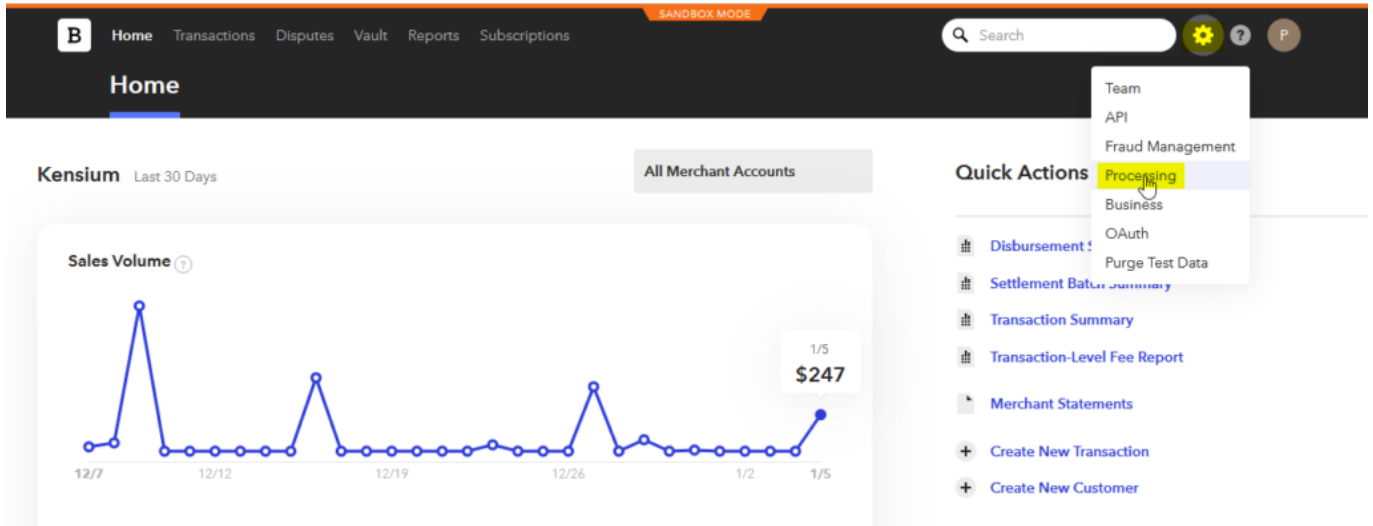 SANDBOX MODE
B Home Transactions Disputes Vault Reports Subscriptions Search ? P
Home
Team
API
Fraud Management
Processing
Business
OAuth
Purge Test Data
Kensium Last 30 Days
All Merchant Accounts
Quick Actions
Sales Volume ?
1/5
$247
12/7 12/12 12/19 12/26 1/2 1/5
Disbursement
Settlement Batch Summary
Transaction Summary
Transaction-Level Fee Report
Merchant Statements
+ Create New Transaction
+ Create New Customer